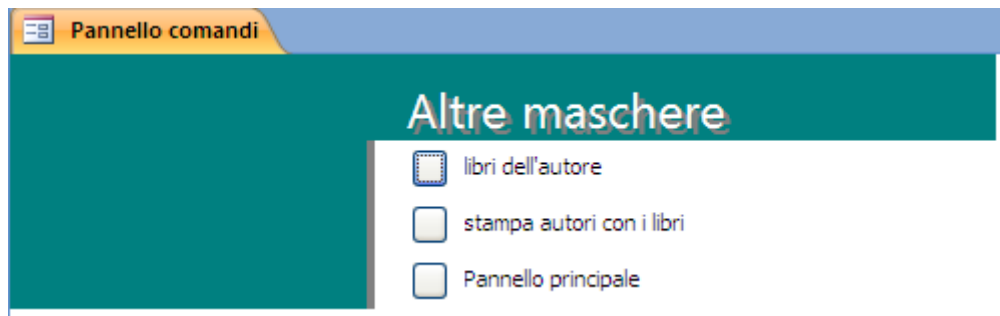 Pannello comandi
Altre maschere
libri dell'autore
stampa autori con i libri
Pannello principale